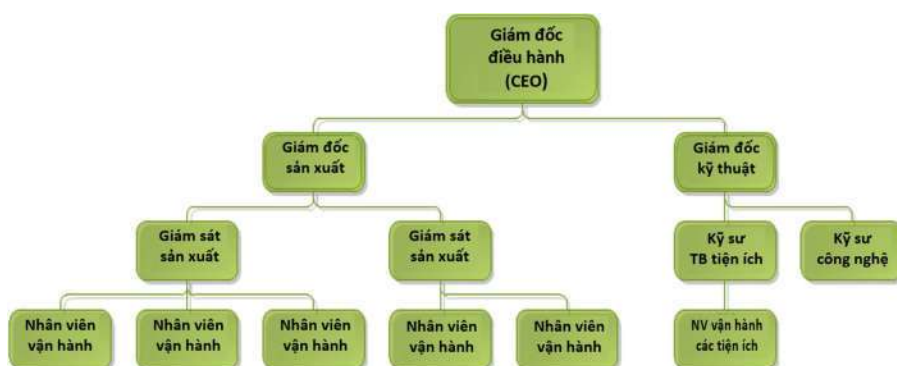 Giám đốc
điều hành
(CEO)
Giám đốc
sản xuất
Giám đốc
kỹ thuật
Giám sát
sản xuất
Giám sát
sản xuất
Kỹ sư
TB tiện ích
Kỹ sư
công nghệ
Nhân viên
vận hành
Nhân viên
vận hành
Nhân viên
vận hành
Nhân viên
vận hành
Nhân viên
vận hành
NV vận hành
các tiện ích